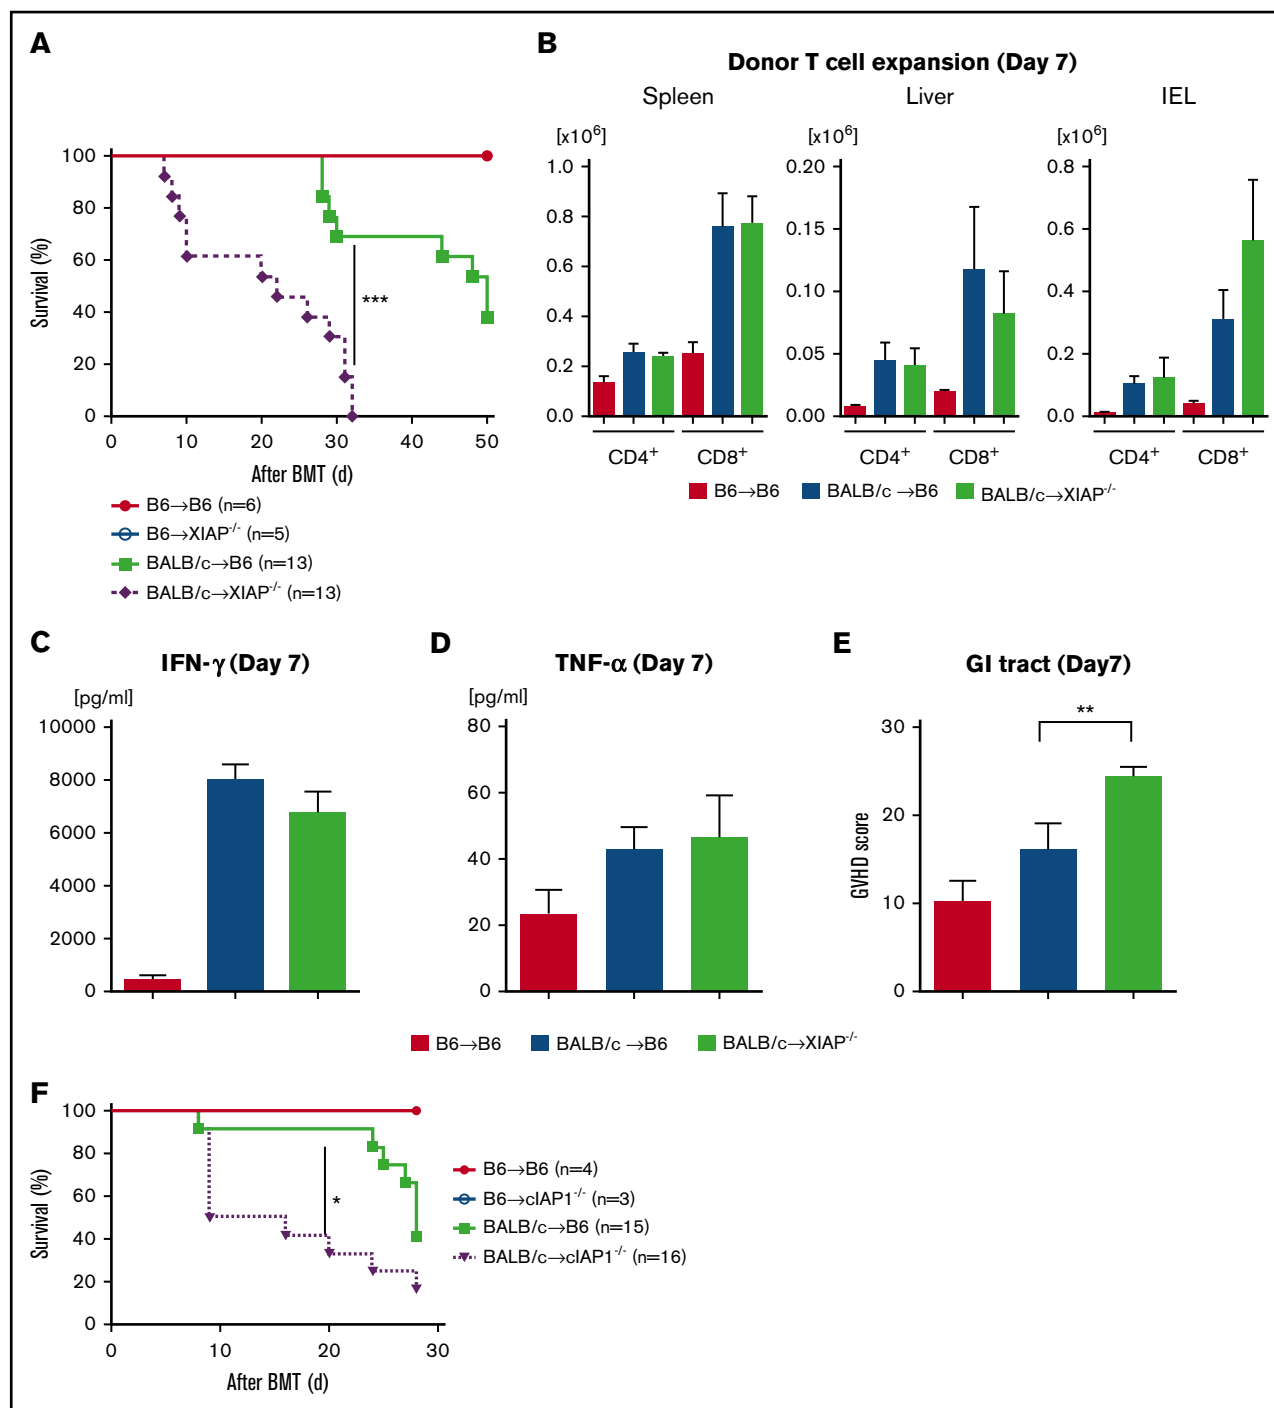 A
Survival (%)
100
80
60
40
20
0
0 10 20 30 40 50
***
After BMT (d)
B6→B6 (n=6)
B6→XIAP-/- (n=5)
BALB/c→B6 (n=13)
BALB/c→XIAP-/- (n=13)
B
Donor T cell expansion (Day 7)
Spleen Liver IEL
[x10⁶] [x10⁶] [x10⁶]
1.0
0.8
0.6
0.4
0.2
0.0
CD4+ CD8+
0.20
0.15
0.10
0.05
0.00
CD4+ CD8+
0.8
0.6
0.4
0.2
0.0
CD4+ CD8+
B6→B6 BALB/c →B6 BALB/c→XIAP-/-
C
IFN-γ (Day 7)
[pg/ml]
10000
8000
6000
4000
2000
0
D
TNF-α (Day 7)
[pg/ml]
80
60
40
20
0
E
GI tract (Day7)
GVHD score
30
20
10
0
**
B6→B6 BALB/c →B6 BALB/c→XIAP-/-
F
Survival (%)
100
80
60
40
20
0
0 10 20 30
*
After BMT (d)
B6→B6 (n=4)
B6→cIAP1-/- (n=3)
BALB/c→B6 (n=15)
BALB/c→cIAP1-/- (n=16)